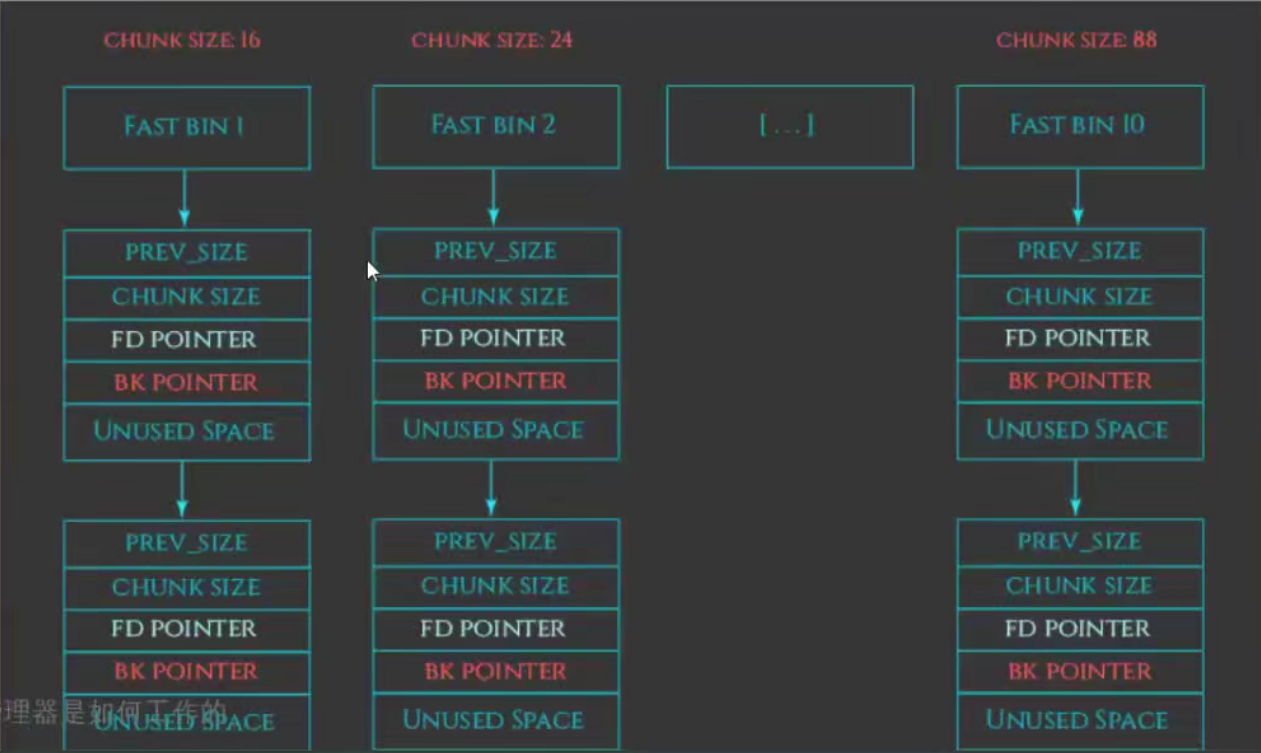 CHUNK SIZE: 16
CHUNK SIZE: 24
CHUNK SIZE: 88
FAST BIN 1
FAST BIN 2
[...]
FAST BIN 10
PREV_SIZE
CHUNK SIZE
FD POINTER
BK POINTER
UNUSED SPACE
PREV_SIZE
CHUNK SIZE
FD POINTER
BK POINTER
UNUSED SPACE
PREV_SIZE
CHUNK SIZE
FD POINTER
BK POINTER
UNUSED SPACE
PREV_SIZE
CHUNK SIZE
FD POINTER
BK POINTER
UNUSED SPACE
PREV_SIZE
CHUNK SIZE
FD POINTER
BK POINTER
UNUSED SPACE
PREV_SIZE
CHUNK SIZE
FD POINTER
BK POINTER
UNUSED SPACE
理器是如何工作的